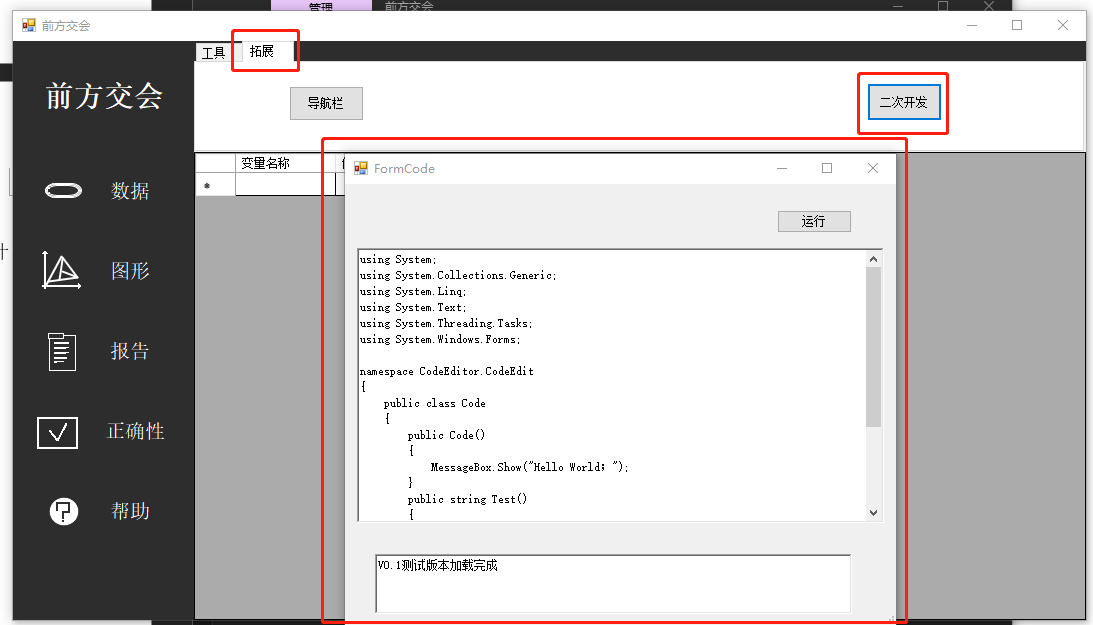 管理
前方交会
前方交会
工具
拓展
前方交会
导航栏
二次开发
变量名称
数据
图形
报告
正确性
帮助
FormCode
运行
using System;
using System.Collections.Generic;
using System.Linq;
using System.Text;
using System.Threading.Tasks;
using System.Windows.Forms;
namespace CodeEditor.CodeEdit
{
public class Code
{
public Code()
{
MessageBox.Show("Hello World；");
}
public string Test()
{
V0.1测试版本加载完成